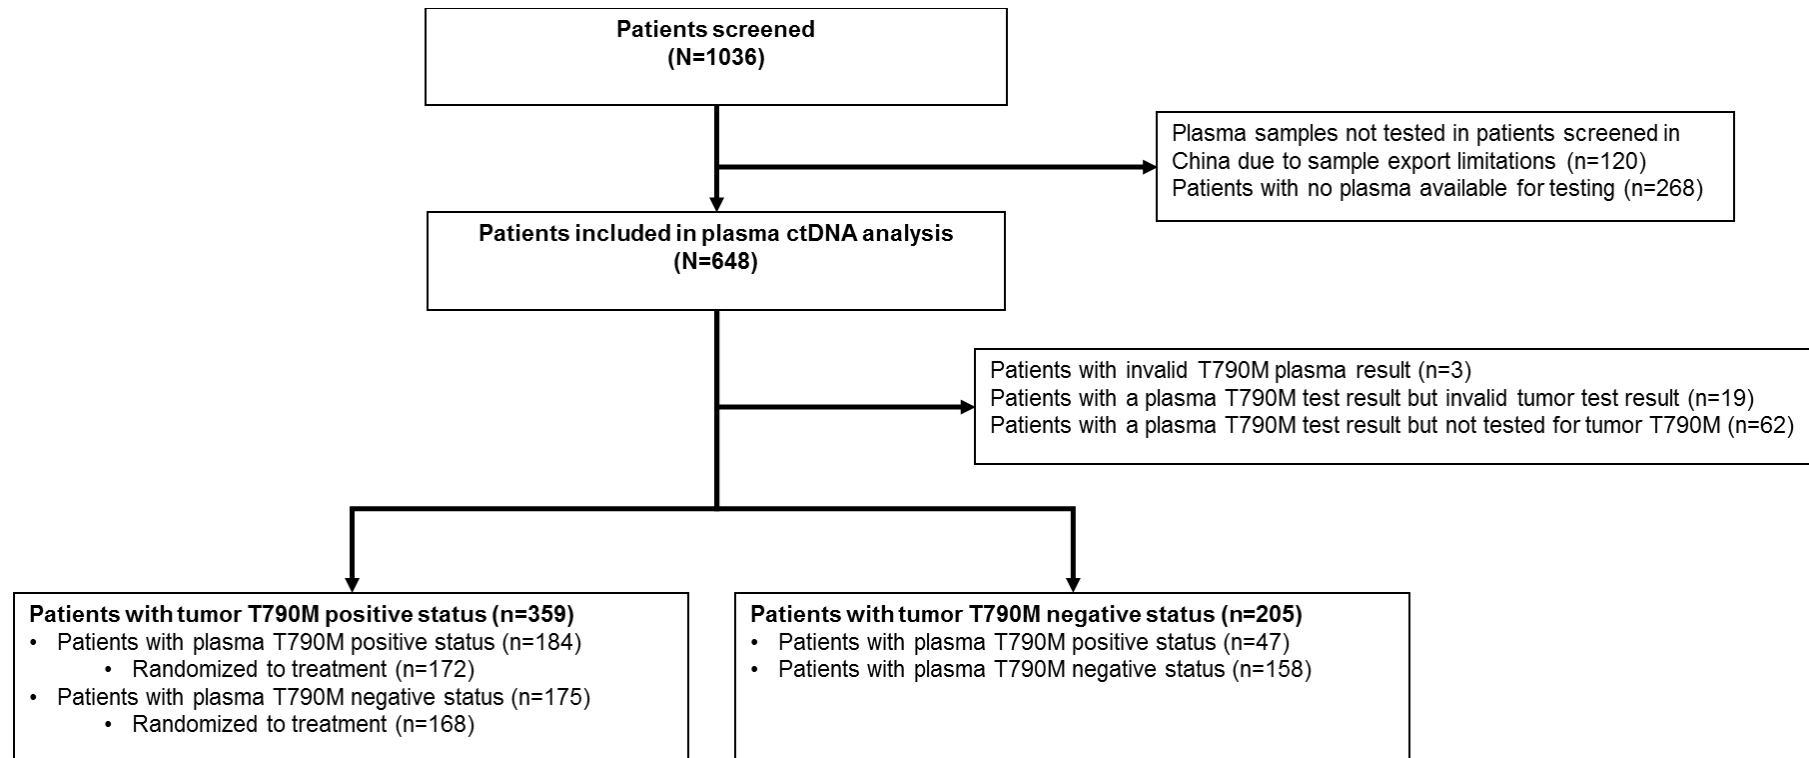 Patients screened
(N=1036)
Plasma samples not tested in patients screened in
China due to sample export limitations (n=120)
Patients with no plasma available for testing (n=268)
Patients included in plasma ctDNA analysis
(N=648)
Patients with invalid T790M plasma result (n=3)
Patients with a plasma T790M test result but invalid tumor test result (n=19)
Patients with a plasma T790M test result but not tested for tumor T790M (n=62)
Patients with tumor T790M positive status (n=359)
• Patients with plasma T790M positive status (n=184)
• Randomized to treatment (n=172)
• Patients with plasma T790M negative status (n=175)
• Randomized to treatment (n=168)
Patients with tumor T790M negative status (n=205)
• Patients with plasma T790M positive status (n=47)
• Patients with plasma T790M negative status (n=158)